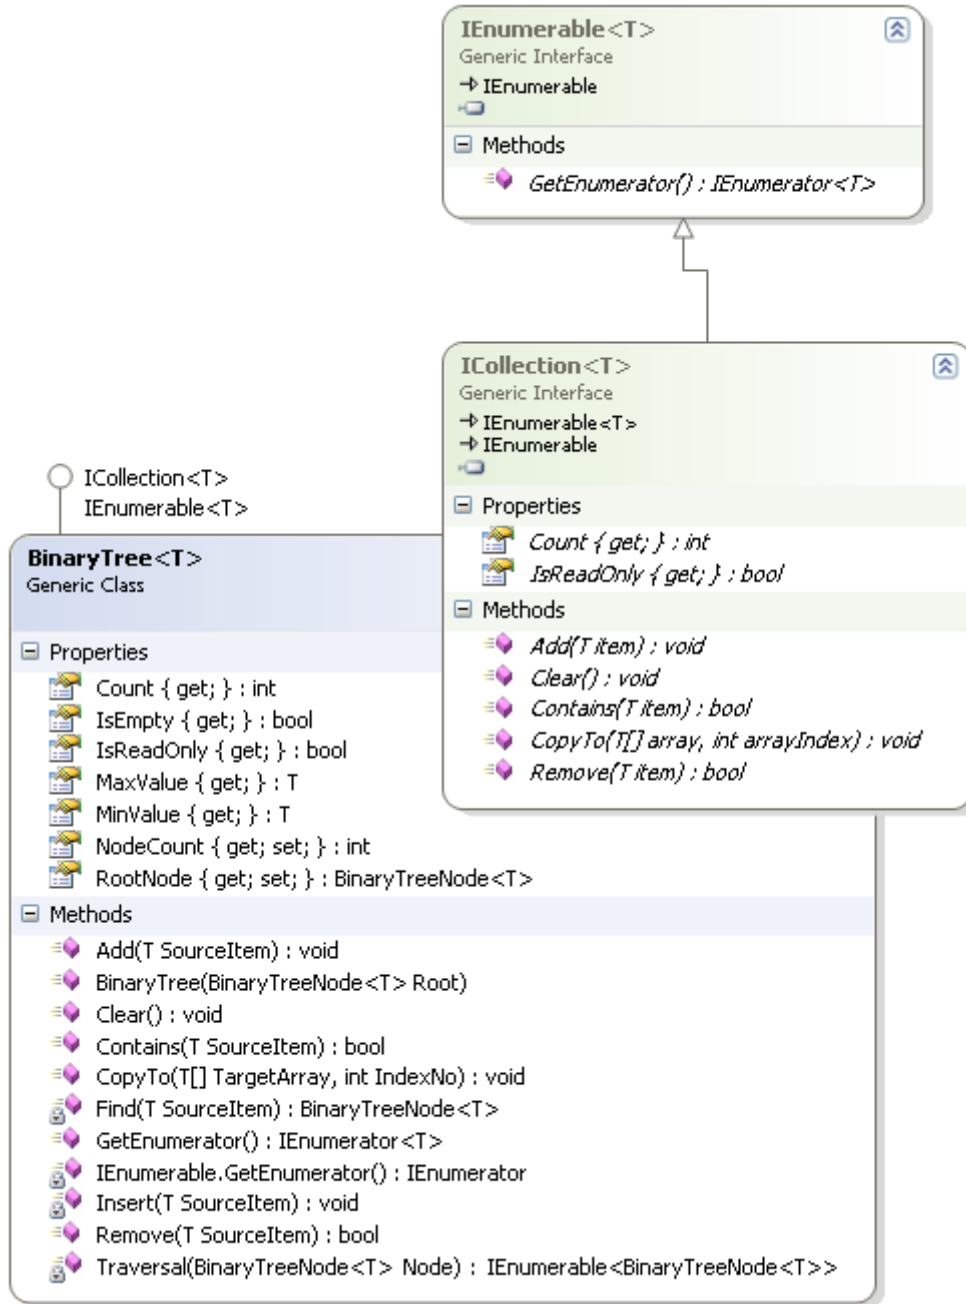 IEnumerable<T>
Generic Interface
IEnumerable
Methods
GetEnumerator() : IEnumerator<T>
ICollection<T>
Generic Interface
IEnumerable<T>
IEnumerable
Properties
Count { get; } : int
IsReadOnly { get; } : bool
Methods
Add(T item) : void
Clear() : void
Contains(T item) : bool
CopyTo(T[] array, int arrayIndex) : void
Remove(T item) : bool
ICollection<T>
IEnumerable<T>
BinaryTree<T>
Generic Class
Properties
Count { get; } : int
IsEmpty { get; } : bool
IsReadOnly { get; } : bool
MaxValue { get; } : T
MinValue { get; } : T
NodeCount { get; set; } : int
RootNode { get; set; } : BinaryTreeNode<T>
Methods
Add(T SourceItem) : void
BinaryTree(BinaryTreeNode<T> Root)
Clear() : void
Contains(T SourceItem) : bool
CopyTo(T[] TargetArray, int IndexNo) : void
Find(T SourceItem) : BinaryTreeNode<T>
GetEnumerator() : IEnumerator<T>
IEnumerable.GetEnumerator() : IEnumerator
Insert(T SourceItem) : void
Remove(T SourceItem) : bool
Traversal(BinaryTreeNode<T> Node) : IEnumerable<BinaryTreeNode<T>>